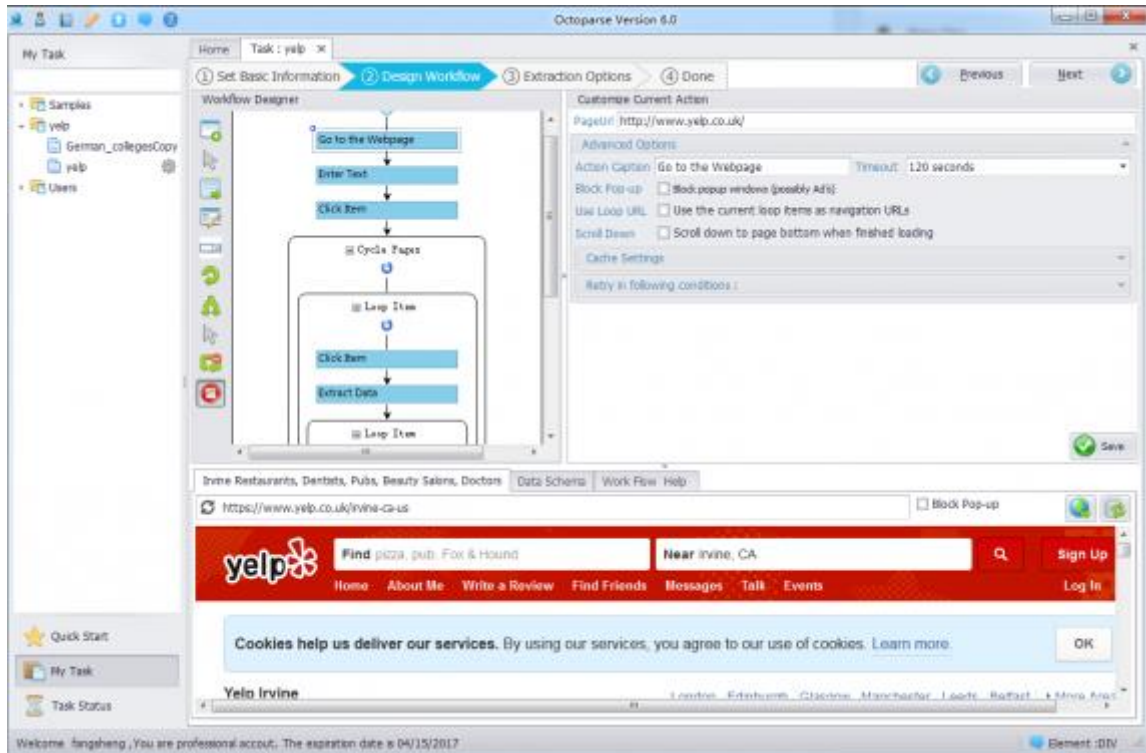 Octoparse Version 6.0
My Task
Home
Task : yelp
1 Set Basic Information
2 Design Workflow
3 Extraction Options
4 Done
Previous
Next
Samples
yelp
German_collegesCopy
yelp
Users
Workflow Designer
Go to the Webpage
Enter Text
Click Item
Cycle Pages
Loop Item
Click Item
Extract Data
Loop Item
Customize Current Action
PageUrl http://www.yelp.co.uk/
Advanced Options
Action Caption Go to the Webpage Timeout 120 seconds
Block Pop-up Block popup windows (possibly Ads)
Use Loop URL Use the current loop items as navigation URLs
Scroll Down Scroll down to page bottom when finished loading
Cache Settings
Retry in following conditions :
Save
Irvine Restaurants, Dentists, Pubs, Beauty Salons, Doctors
Data Schema
Work Flow Help
https://www.yelp.co.uk/irvine-ca-us
Block Pop-up
yelp
Find pizza, pub, Fox & Hound
Near Irvine, CA
Sign Up
Home About Me Write a Review Find Friends Messages Talk Events
Log In
Cookies help us deliver our services. By using our services, you agree to our use of cookies. Learn more.
OK
Yelp Irvine
London Edinburgh Glasgow Manchester Leeds Belfast More Areas
Quick Start
My Task
Task Status
Welcome fangsheng ,You are professional accout. The expiration date is 04/15/2017
Element :DIV